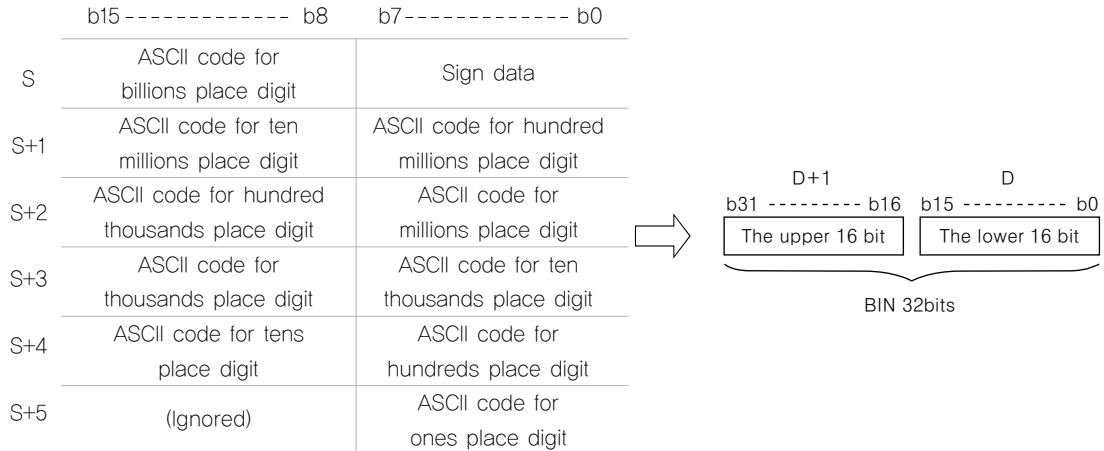 b15------------- b8 b7------------- b0
S
ASCII code for
billions place digit
Sign data
S+1
ASCII code for ten
millions place digit
ASCII code for hundred
millions place digit
S+2
ASCII code for hundred
thousands place digit
ASCII code for
millions place digit
S+3
ASCII code for
thousands place digit
ASCII code for ten
thousands place digit
S+4
ASCII code for tens
place digit
ASCII code for
hundreds place digit
S+5
(Ignored)
ASCII code for
ones place digit
D+1 D
b31 --------- b16 b15 ---------- b0
The upper 16 bit The lower 16 bit
BIN 32bits